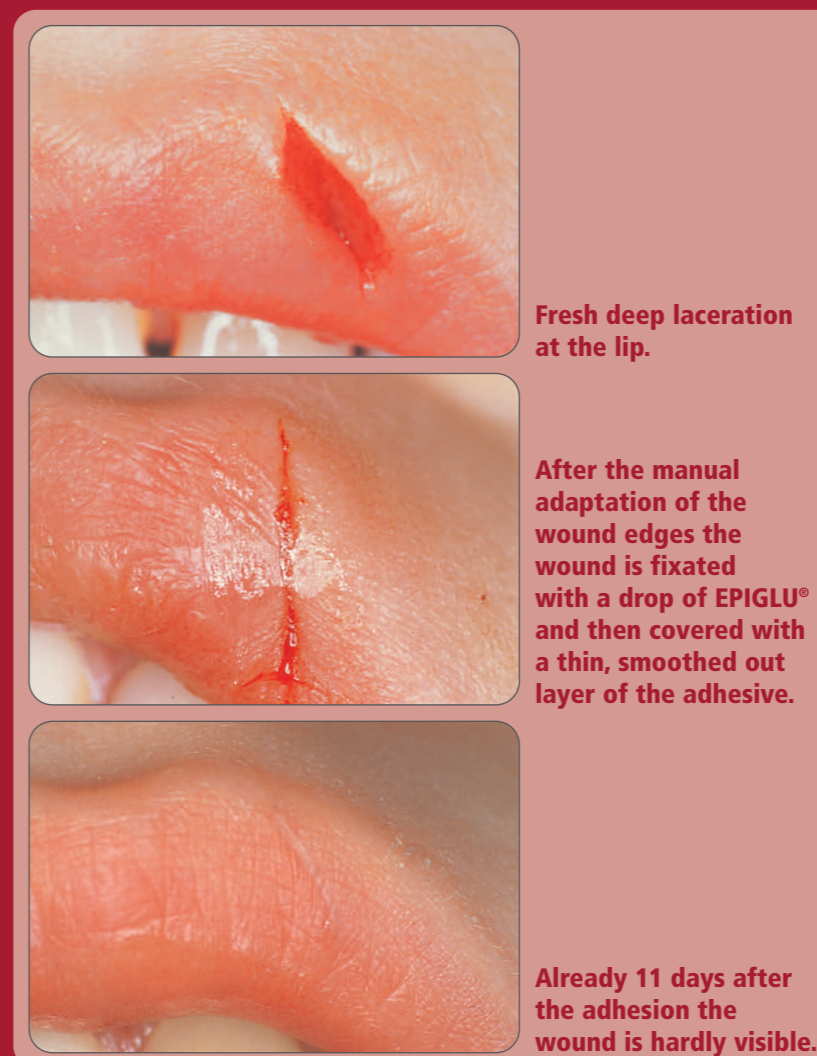 Fresh deep laceration
at the lip.
After the manual
adaptation of the
wound edges the
wound is fixated
with a drop of EPIGLU®
and then covered with
a thin, smoothed out
layer of the adhesive.
Already 11 days after
the adhesion the
wound is hardly visible.